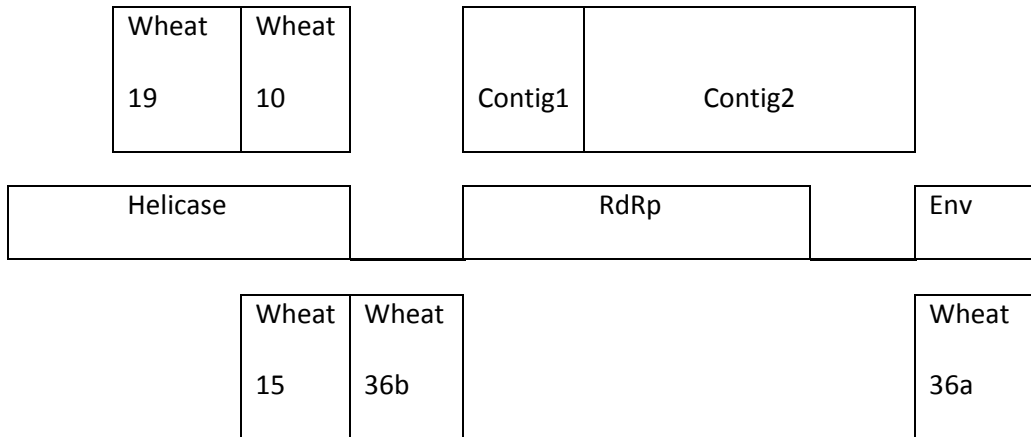 Wheat Wheat
19 10 Contig1 Contig2
Helicase RdRp Env
Wheat Wheat Wheat
15 36b 36a